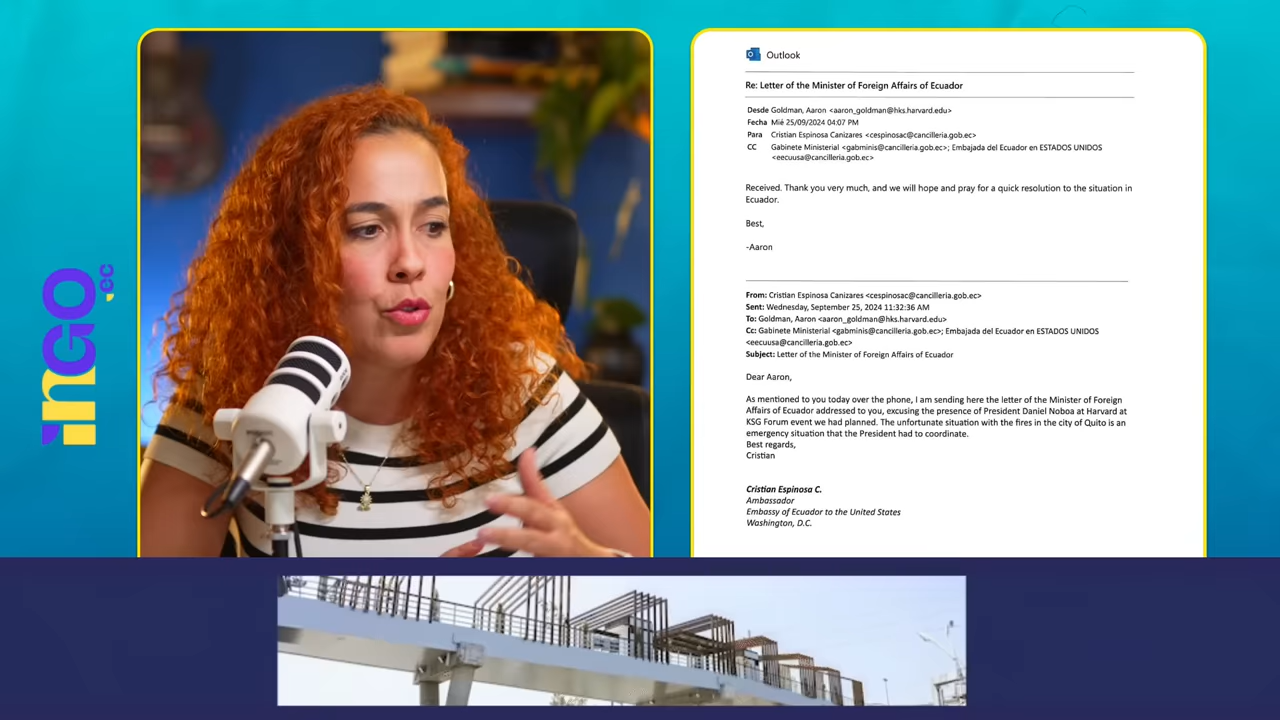 inGO.cc
Outlook
Re: Letter of the Minister of Foreign Affairs of Ecuador
Desde Goldman, Aaron <aaron_goldman@hks.harvard.edu>
Fecha Mié 25/09/2024 04:07 PM
Para Cristian Espinosa Canizares <cespinosac@cancilleria.gob.ec>
CC Gabinete Ministerial <gabminis@cancilleria.gob.ec>; Embajada del Ecuador en ESTADOS UNIDOS
<eecuusa@cancilleria.gob.ec>
Received. Thank you very much, and we will hope and pray for a quick resolution to the situation in
Ecuador.
Best,
-Aaron
From: Cristian Espinosa Canizares <cespinosac@cancilleria.gob.ec>
Sent: Wednesday, September 25, 2024 11:32:36 AM
To: Goldman, Aaron <aaron_goldman@hks.harvard.edu>
Cc: Gabinete Ministerial <gabminis@cancilleria.gob.ec>; Embajada del Ecuador en ESTADOS UNIDOS
<eecuusa@cancilleria.gob.ec>
Subject: Letter of the Minister of Foreign Affairs of Ecuador
Dear Aaron,
As mentioned to you today over the phone, I am sending here the letter of the Minister of Foreign
Affairs of Ecuador addressed to you, excusing the presence of President Daniel Noboa at Harvard at
KSG Forum event we had planned. The unfortunate situation with the fires in the city of Quito is an
emergency situation that the President had to coordinate.
Best regards,
Cristian
Cristian Espinosa C.
Ambassador
Embassy of Ecuador to the United States
Washington, D.C.